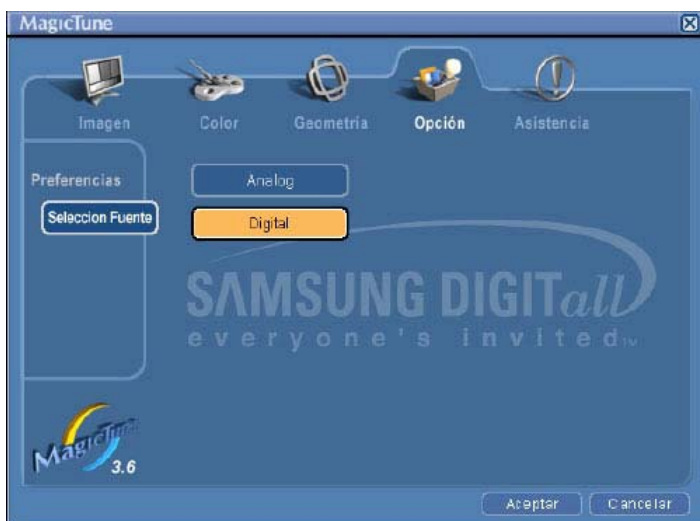 MagicTune
Imagen Color Geometría Opción Asistencia
Preferencias
Seleccion Fuente
Analog
Digital
SAMSUNG DIGITall
everyone's invited™
MagicTune
3.6
Aceptar Cancelar